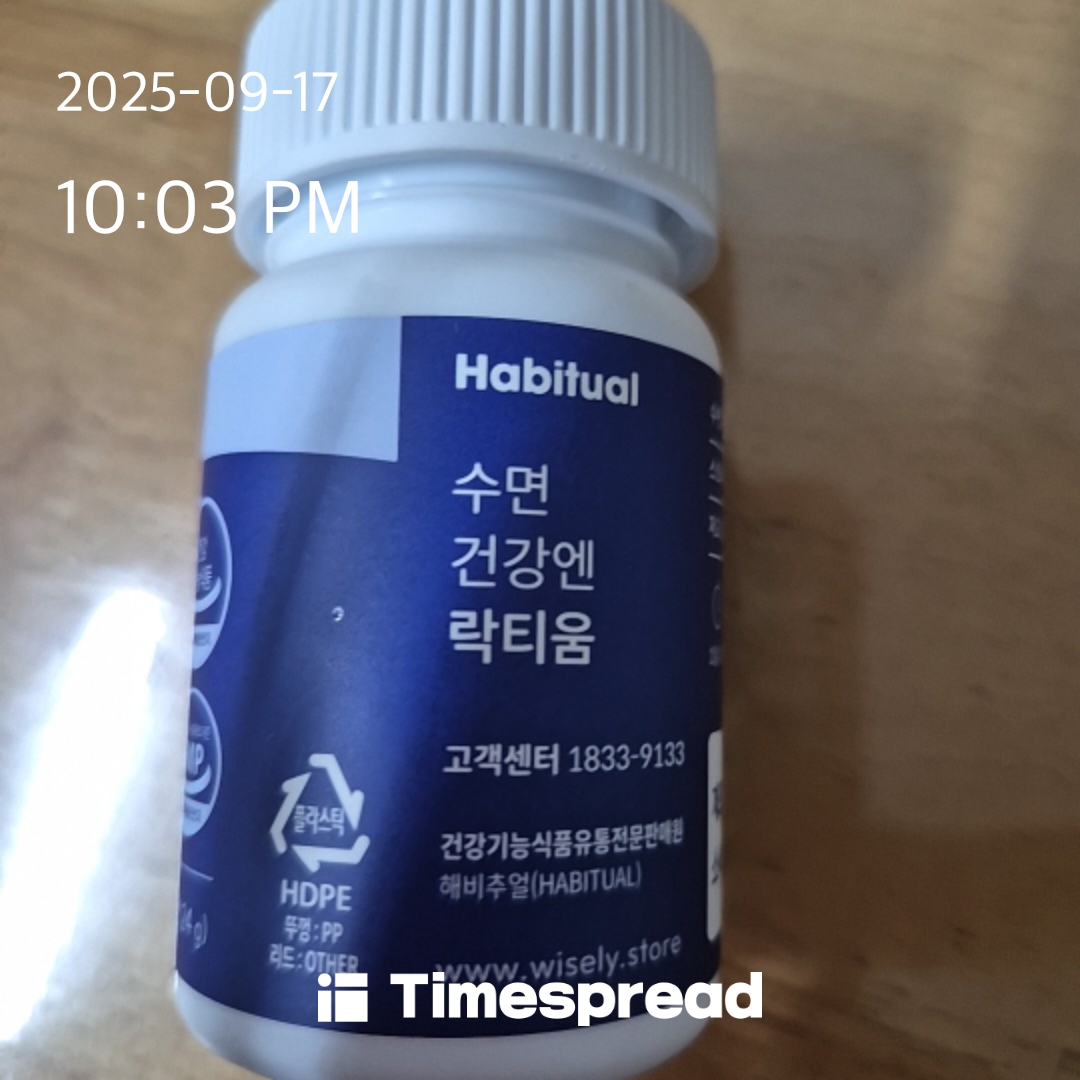 2025-09-17
10:03 PM
Habitual
수면
건강엔
락티움
고객센터 1833-9133
플라스틱
HDPE
뚜껑:PP
리드:OTHER
건강기능식품유통전문판매원
해비추얼(HABITUAL)
www.wisely.store
Timespread